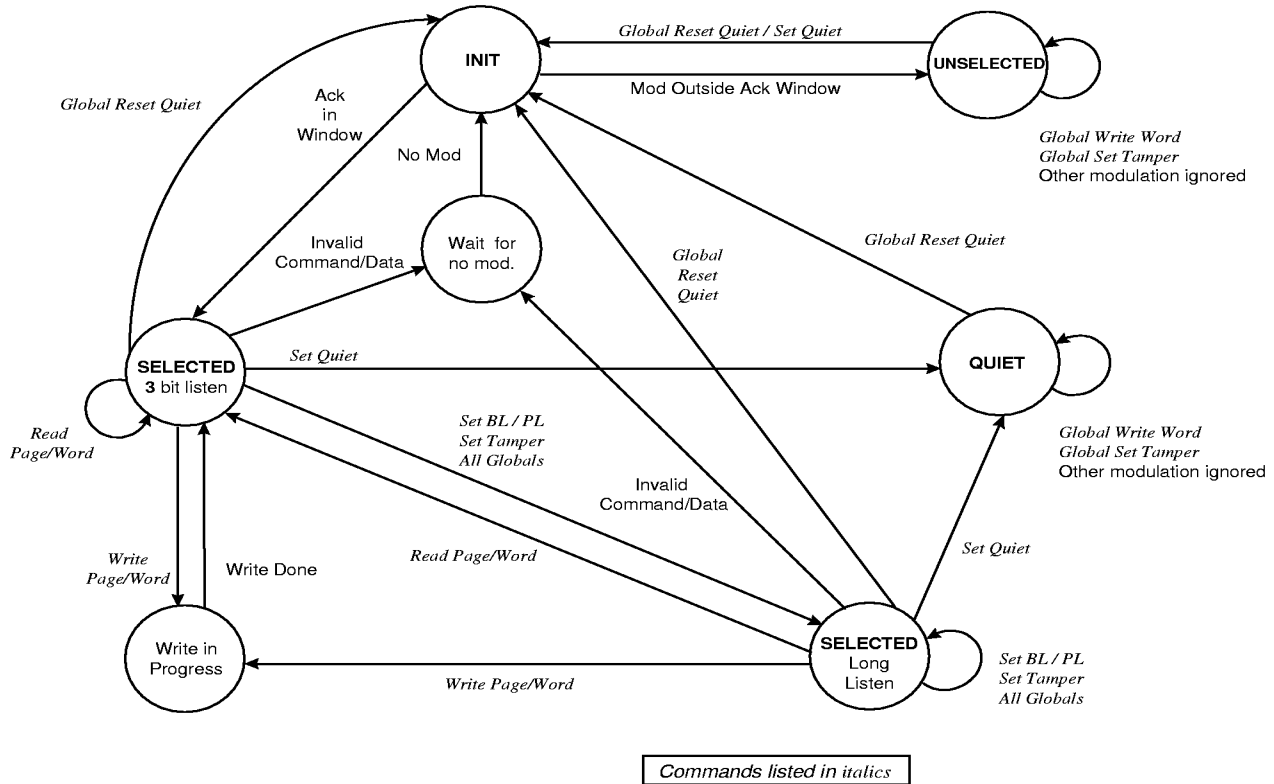 Global Reset Quiet / Set Quiet
INIT
UNSELECTED
Mod Outside Ack Window
Global Reset Quiet
Ack
in
Window
No Mod
Global Write Word
Global Set Tamper
Other modulation ignored
Invalid
Command/Data
Wait for
no mod.
Global
Reset
Quiet
Global Reset Quiet
SELECTED
3 bit listen
Set Quiet
QUIET
Read
Page/Word
Set BL / PL
Set Tamper
All Globals
Global Write Word
Global Set Tamper
Other modulation ignored
Invalid
Command/Data
Write
Page/Word
Write Done
Read Page/Word
Set Quiet
Write in
Progress
SELECTED
Long
Listen
Write Page/Word
Set BL / PL
Set Tamper
All Globals
Commands listed in italics